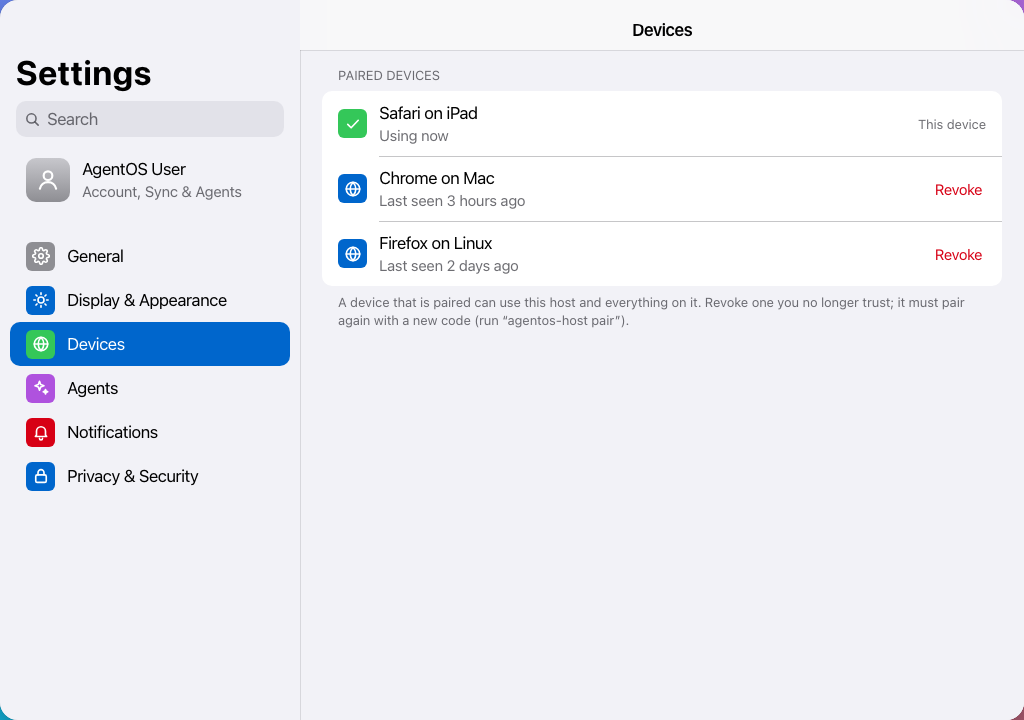 Devices
Settings
Search
AgentOS User
Account, Sync & Agents
General
Display & Appearance
Devices
Agents
Notifications
Privacy & Security
PAIRED DEVICES
Safari on iPad
Using now
This device
Chrome on Mac
Last seen 3 hours ago
Revoke
Firefox on Linux
Last seen 2 days ago
Revoke
A device that is paired can use this host and everything on it. Revoke one you no longer trust; it must pair
again with a new code (run “agentos-host pair”).